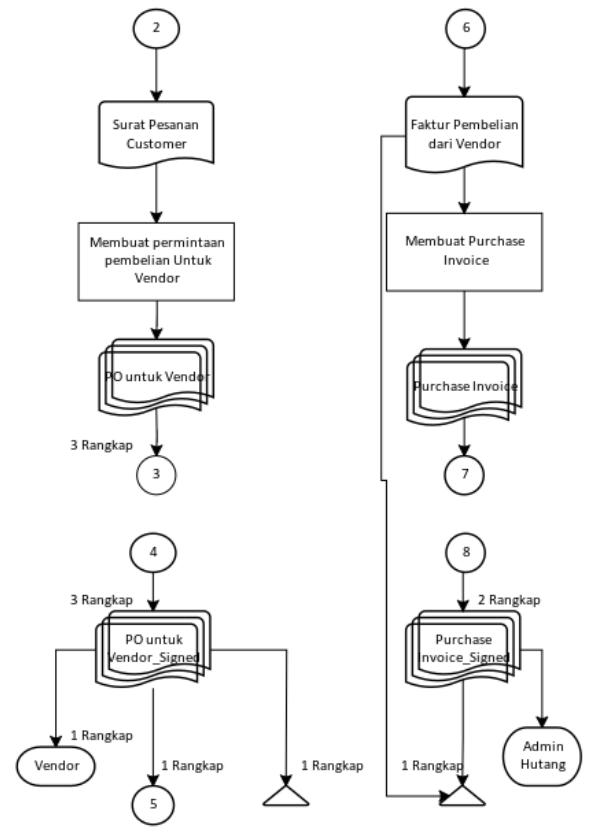 2
Surat Pesanan
Customer
Membuat permintaan
pembelian Untuk
Vendor
PO untuk Vendor
3 Rangkap
3
4
3 Rangkap
PO untuk
Vendor_Signed
1 Rangkap
Vendor
1 Rangkap
5
1 Rangkap
6
Faktur Pembelian
dari Vendor
Membuat Purchase
Invoice
Purchase Invoice
7
8
2 Rangkap
Purchase
Invoice_Signed
1 Rangkap
Admin
Hutang